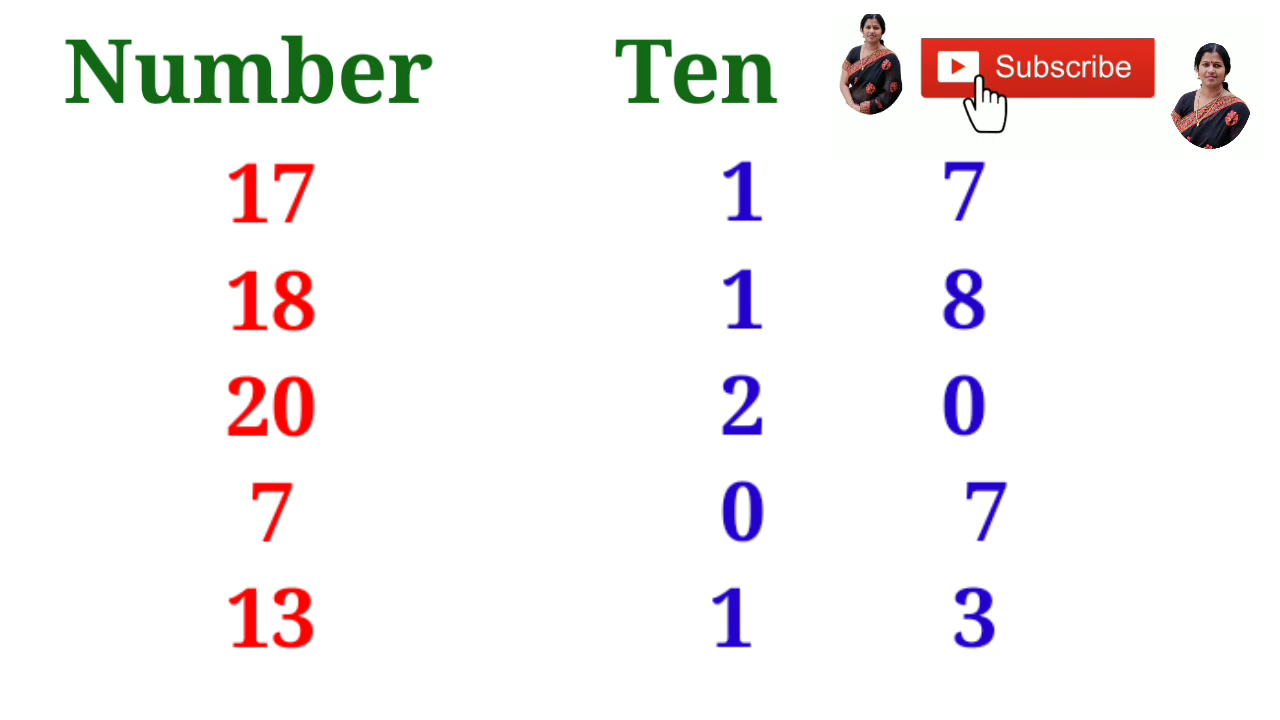 Number Ten Subscribe
17 1 7
18 1 8
20 2 0
7 0 7
13 1 3